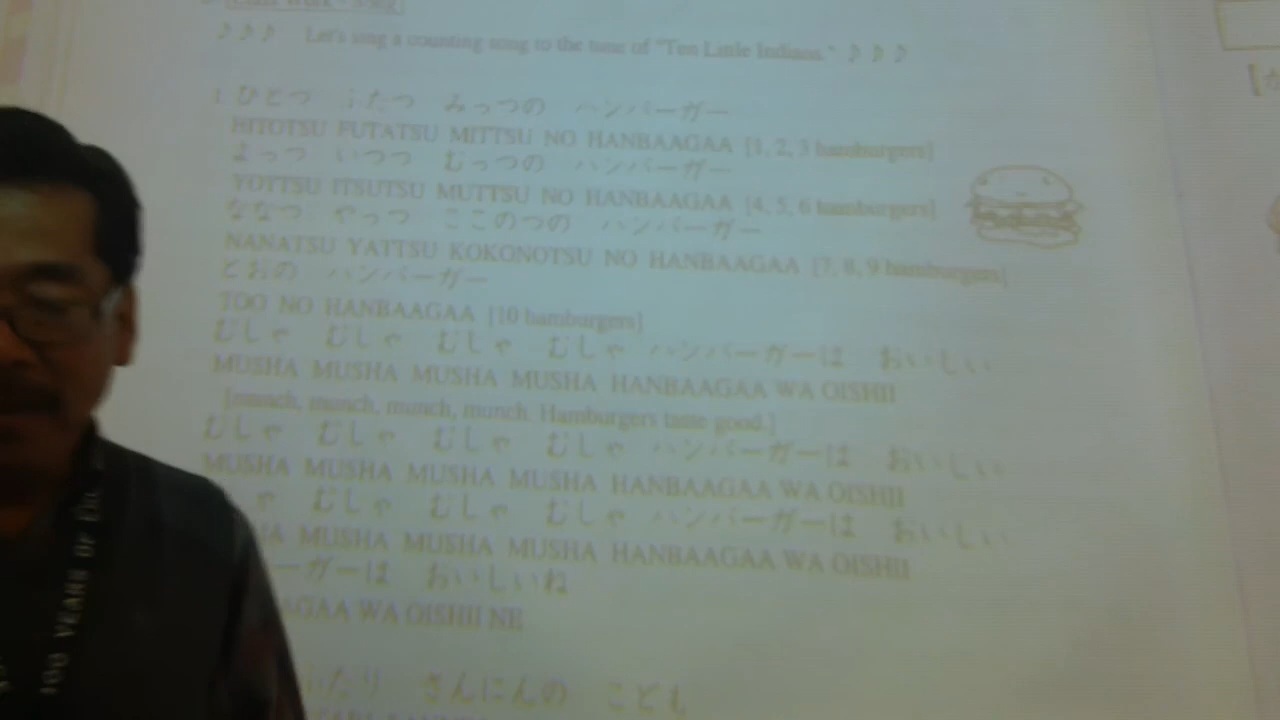 ♪ ♪ ♪ Let's sing a counting song to the tune of "Ten Little Indians." ♪ ♪ ♪
1. ひとつ ふたつ みっつの ハンバーガー
HITOTSU FUTATSU MITTSU NO HANBAAGAA [1, 2, 3 hamburgers]
よっつ いつつ むっつの ハンバーガー
YOTTSU ITSUTSU MUTTSU NO HANBAAGAA [4, 5, 6 hamburgers]
ななつ やっつ ここのつの ハンバーガー
NANATSU YATTSU KOKONOTSU NO HANBAAGAA [7, 8, 9 hamburgers]
とおの ハンバーガー
TOO NO HANBAAGAA [10 hamburgers]
むしゃ むしゃ むしゃ むしゃ ハンバーガーは おいしい
MUSHA MUSHA MUSHA MUSHA HANBAAGAA WA OISHII
[munch, munch, munch, munch. Hamburgers taste good.]
むしゃ むしゃ むしゃ むしゃ ハンバーガーは おいしい
MUSHA MUSHA MUSHA MUSHA HANBAAGAA WA OISHII
ゃ むしゃ むしゃ むしゃ ハンバーガーは おいしい
MUSHA MUSHA MUSHA HANBAAGAA WA OISHII
ーガーは おいしいね
AGAA WA OISHII NE
ふたり さんにんの こども
100 YEARS OF